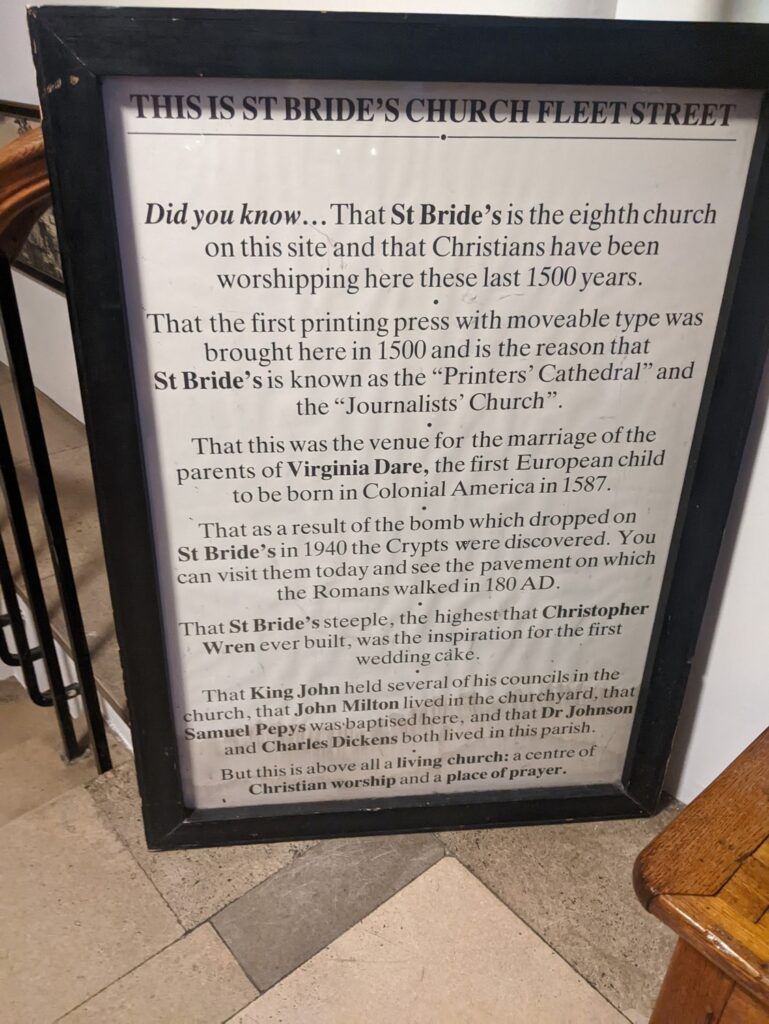 THIS IS ST BRIDE'S CHURCH FLEET STREET
Did you know... That St Bride's is the eighth church
on this site and that Christians have been
worshipping here these last 1500 years.
That the first printing press with moveable type was
brought here in 1500 and is the reason that
St Bride's is known as the “Printers' Cathedral” and
the “Journalists' Church”.
That this was the venue for the marriage of the
parents of Virginia Dare, the first European child
to be born in Colonial America in 1587.
That as a result of the bomb which dropped on
St Bride's in 1940 the Crypts were discovered. You
can visit them today and see the pavement on which
the Romans walked in 180 AD.
That St Bride's steeple, the highest that Christopher
Wren ever built, was the inspiration for the first
wedding cake.
That King John held several of his councils in the
church, that John Milton lived in the churchyard, that
Samuel Pepys was baptised here, and that Dr Johnson
and Charles Dickens both lived in this parish.
But this is above all a living church: a centre of
Christian worship and a place of prayer.